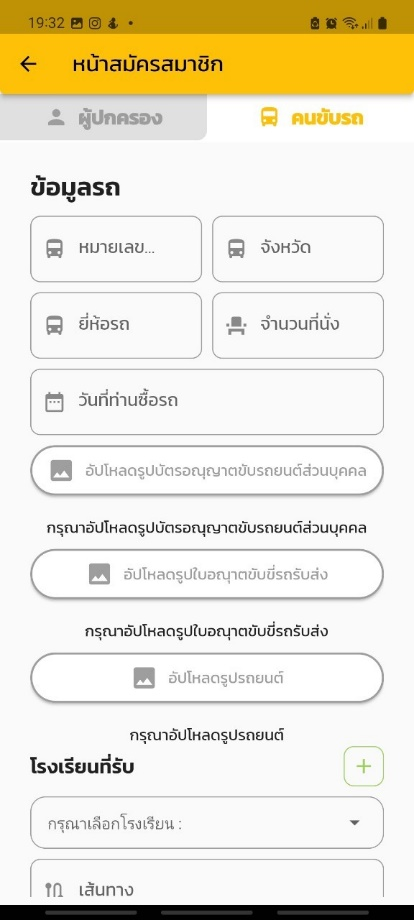 19:32
หน้าสมัครสมาชิก
ผู้ปกครอง
คนขับรถ
ข้อมูลรถ
หมายเลข...
จังหวัด
ยี่ห้อรถ
จำนวนที่นั่ง
วันที่ท่านซื้อรถ
อัปโหลดรูปบัตรอณุญาตขับรถยนต์ส่วนบุคคล
กรุณาอัปโหลดรูปบัตรอณุญาตขับรถยนต์ส่วนบุคคล
อัปโหลดรูปใบอณุาตขับขี่รถรับส่ง
กรุณาอัปโหลดรูปใบอณุาตขับขี่รถรับส่ง
อัปโหลดรูปรถยนต์
กรุณาอัปโหลดรูปรถยนต์
โรงเรียนที่รับ
กรุณาเลือกโรงเรียน :
เส้นทาง